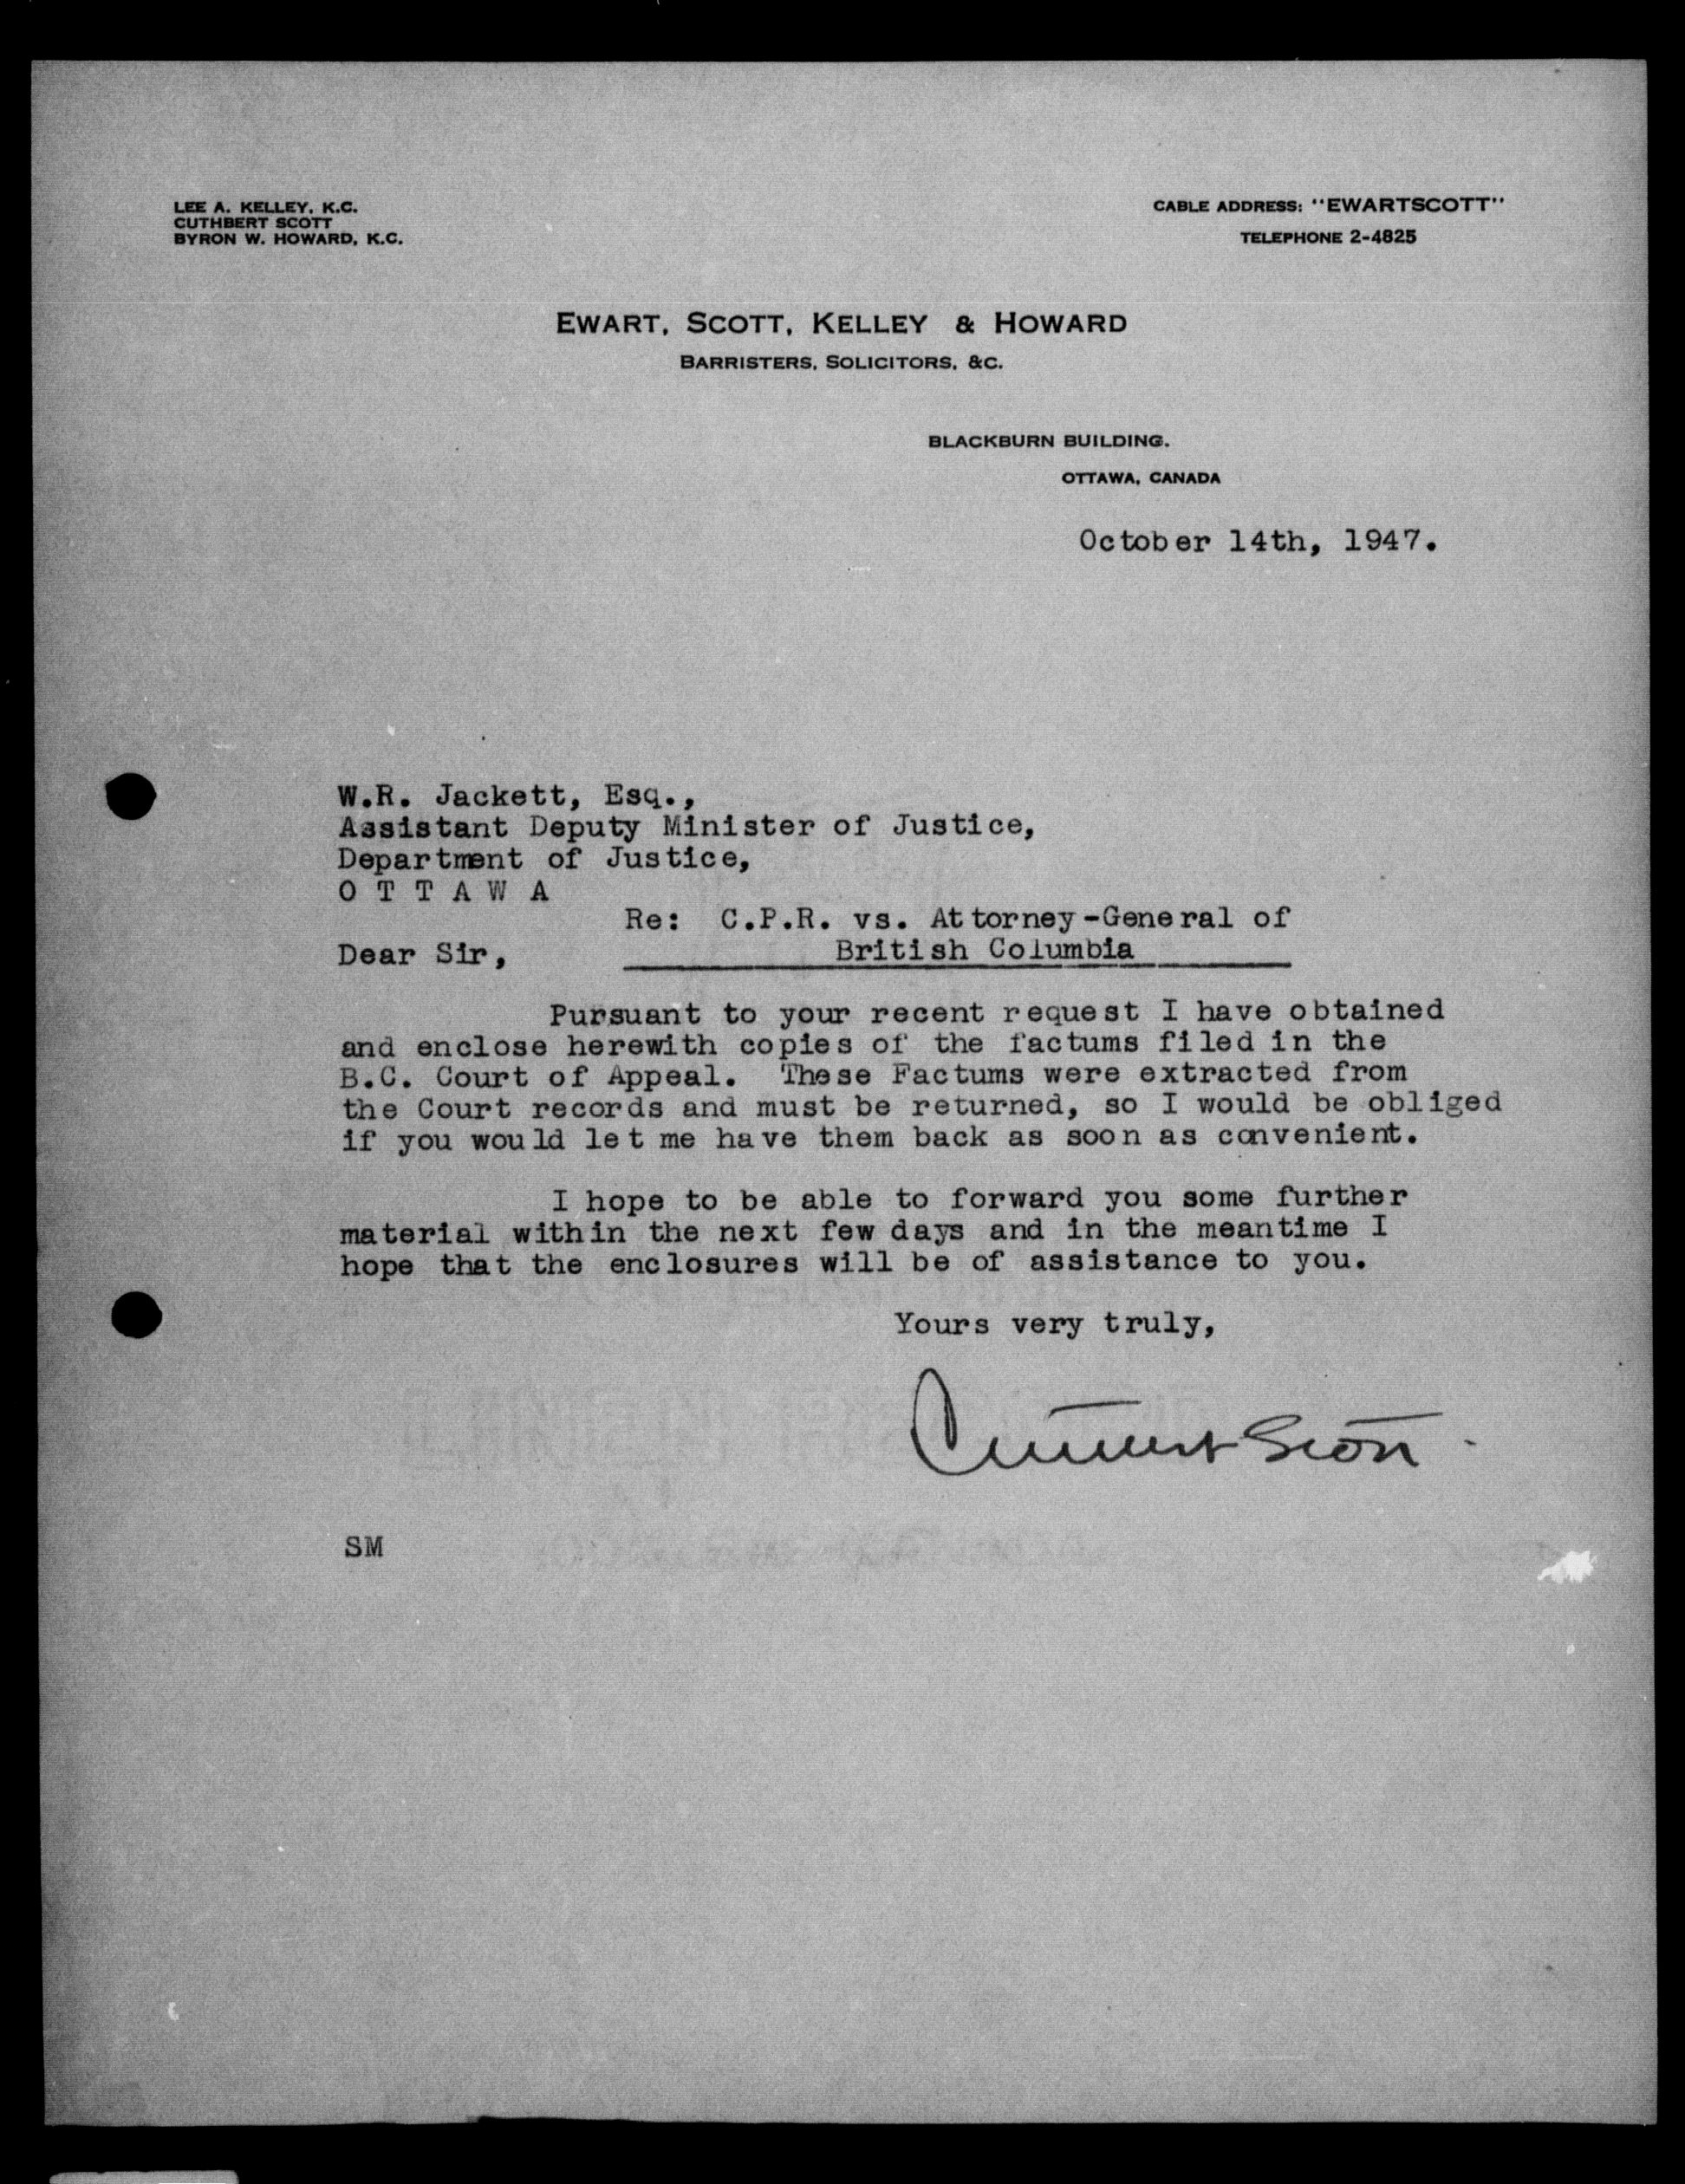 LEE A. KELLEY, K.C.
CUTHBERT SCOTT
BYRON W. HOWARD, K.C.
CABLE ADDRESS: "EWARTSCOTT"
TELEPHONE 2-4825
EWART, SCOTT, KELLEY & HOWARD
BARRISTERS, SOLICITORS, &C.
BLACKBURN BUILDING.
OTTAWA, CANADA
October 14th, 1947.
W.R. Jackett, Esq.,
Assistant Deputy Minister of Justice,
Department of Justice,
O T T A W A
Re: C.P.R. vs. Attorney-General of
British Columbia
Dear Sir,
Pursuant to your recent request I have obtained
and enclose herewith copies of the factums filed in the
B.C. Court of Appeal. These Factums were extracted from
the Court records and must be returned, so I would be obliged
if you would let me have them back as soon as convenient.
I hope to be able to forward you some further
material within the next few days and in the meantime I
hope that the enclosures will be of assistance to you.
Yours very truly,
Cuthbert Scott
SM